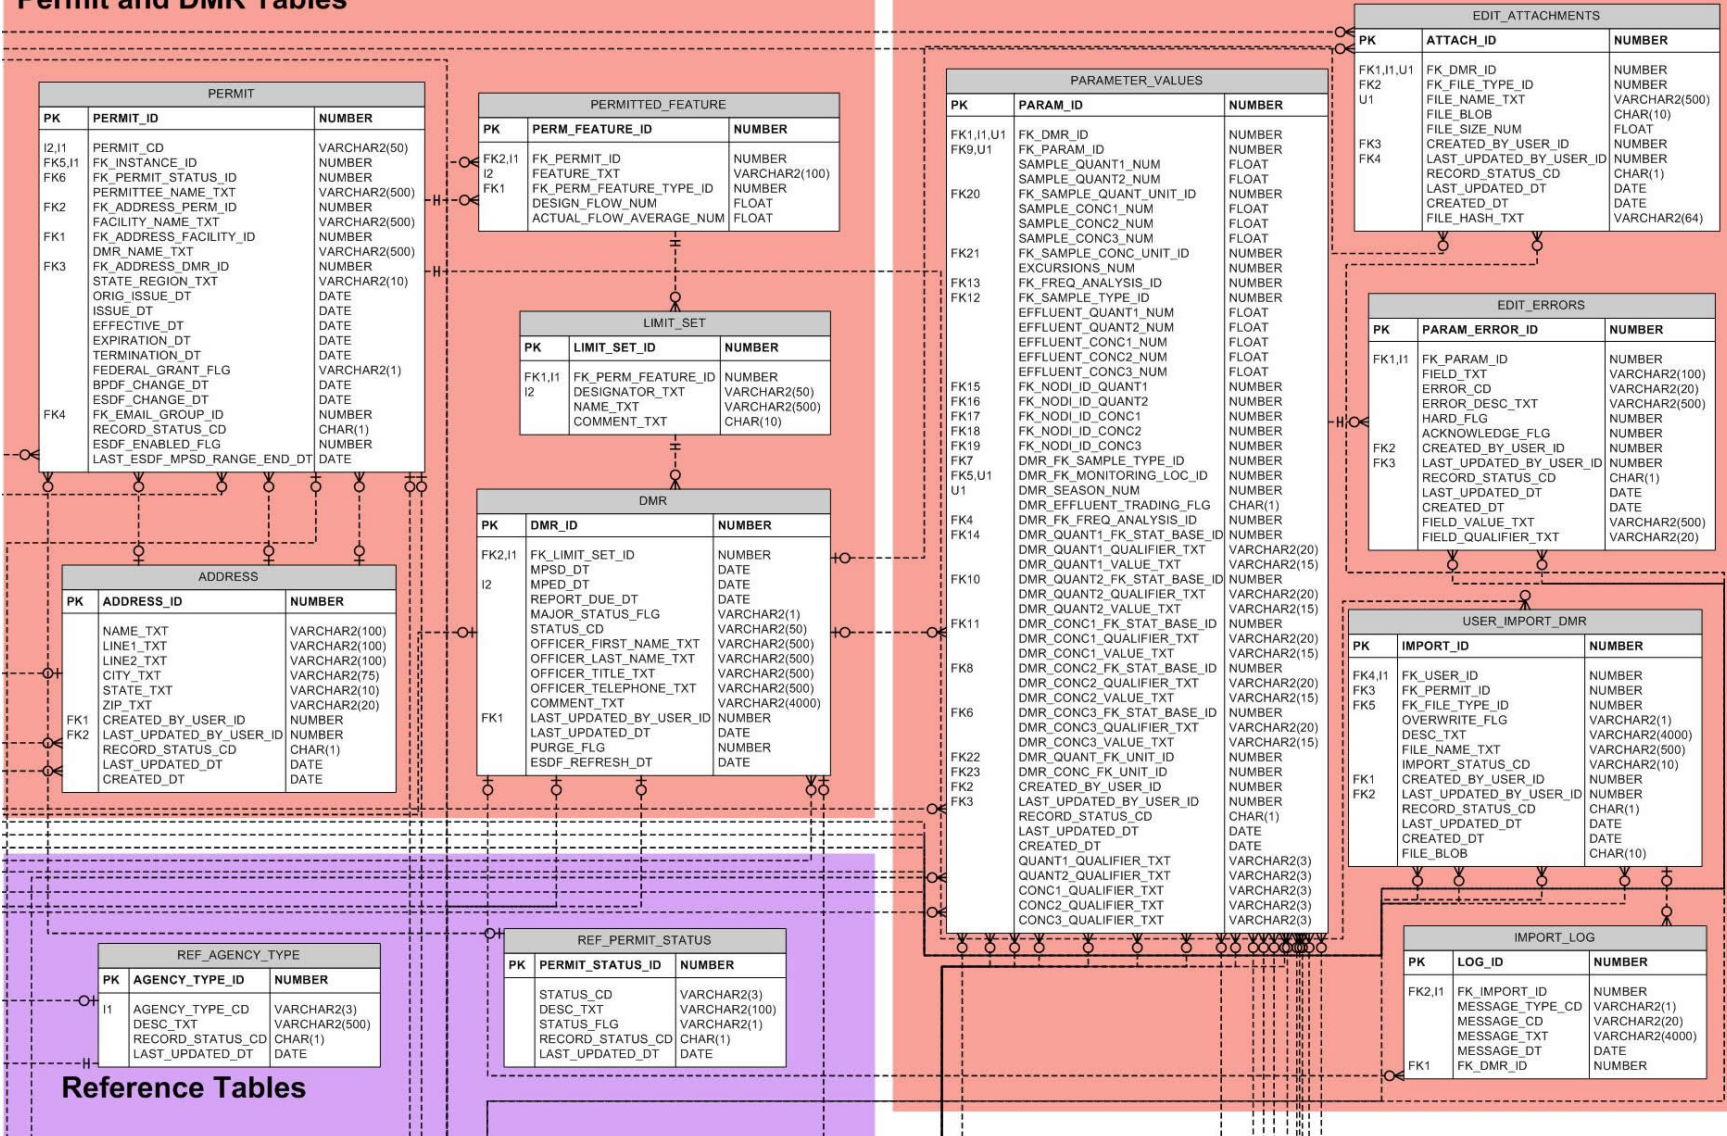 Permit and DMR Tables
PERMIT
PK PERMIT_ID NUMBER
I2,I1 PERMIT_CD VARCHAR2(50)
FK5,I1 FK_INSTANCE_ID NUMBER
FK6 FK_PERMIT_STATUS_ID NUMBER
PERMITTEE_NAME_TXT VARCHAR2(500)
FK2 FK_ADDRESS_PERM_ID NUMBER
FACILITY_NAME_TXT VARCHAR2(500)
FK1 FK_ADDRESS_FACILITY_ID NUMBER
DMR_NAME_TXT VARCHAR2(500)
FK3 FK_ADDRESS_DMR_ID NUMBER
STATE_REGION_TXT VARCHAR2(10)
ORIG_ISSUE_DT DATE
ISSUE_DT DATE
EFFECTIVE_DT DATE
EXPIRATION_DT DATE
TERMINATION_DT DATE
FEDERAL_GRANT_FLG VARCHAR2(1)
BPDF_CHANGE_DT DATE
ESDF_CHANGE_DT DATE
FK4 FK_EMAIL_GROUP_ID NUMBER
RECORD_STATUS_CD CHAR(1)
ESDF_ENABLED_FLG NUMBER
LAST_ESDF_MPSD_RANGE_END_DT DATE
ADDRESS
PK ADDRESS_ID NUMBER
NAME_TXT VARCHAR2(100)
LINE1_TXT VARCHAR2(100)
LINE2_TXT VARCHAR2(100)
CITY_TXT VARCHAR2(75)
STATE_TXT VARCHAR2(10)
ZIP_TXT VARCHAR2(20)
FK1 CREATED_BY_USER_ID NUMBER
FK2 LAST_UPDATED_BY_USER_ID NUMBER
RECORD_STATUS_CD CHAR(1)
LAST_UPDATED_DT DATE
CREATED_DT DATE
PERMITTED_FEATURE
PK PERM_FEATURE_ID NUMBER
FK2,I1 FK_PERMIT_ID NUMBER
I2 FEATURE_TXT VARCHAR2(100)
FK1 FK_PERM_FEATURE_TYPE_ID NUMBER
DESIGN_FLOW_NUM FLOAT
ACTUAL_FLOW_AVERAGE_NUM FLOAT
LIMIT_SET
PK LIMIT_SET_ID NUMBER
FK1,I1 FK_PERM_FEATURE_ID NUMBER
I2 DESIGNATOR_TXT VARCHAR2(50)
NAME_TXT VARCHAR2(500)
COMMENT_TXT CHAR(10)
DMR
PK DMR_ID NUMBER
FK2,I1 FK_LIMIT_SET_ID NUMBER
MPSD_DT DATE
I2 MPED_DT DATE
REPORT_DUE_DT DATE
MAJOR_STATUS_FLG VARCHAR2(1)
STATUS_CD VARCHAR2(50)
OFFICER_FIRST_NAME_TXT VARCHAR2(500)
OFFICER_LAST_NAME_TXT VARCHAR2(500)
OFFICER_TITLE_TXT VARCHAR2(500)
OFFICER_TELEPHONE_TXT VARCHAR2(500)
COMMENT_TXT VARCHAR2(4000)
FK1 LAST_UPDATED_BY_USER_ID NUMBER
LAST_UPDATED_DT DATE
PURGE_FLG NUMBER
ESDF_REFRESH_DT DATE
REF_AGENCY_TYPE
PK AGENCY_TYPE_ID NUMBER
I1 AGENCY_TYPE_CD VARCHAR2(3)
DESC_TXT VARCHAR2(500)
RECORD_STATUS_CD CHAR(1)
LAST_UPDATED_DT DATE
REF_PERMIT_STATUS
PK PERMIT_STATUS_ID NUMBER
STATUS_CD VARCHAR2(3)
DESC_TXT VARCHAR2(100)
STATUS_FLG VARCHAR2(1)
RECORD_STATUS_CD CHAR(1)
LAST_UPDATED_DT DATE
Reference Tables
PARAMETER_VALUES
PK PARAM_ID NUMBER
FK1,I1,U1 FK_DMR_ID NUMBER
FK9,U1 FK_PARAM_ID NUMBER
SAMPLE_QUANT1_NUM FLOAT
SAMPLE_QUANT2_NUM FLOAT
FK20 FK_SAMPLE_QUANT_UNIT_ID NUMBER
SAMPLE_CONC1_NUM FLOAT
SAMPLE_CONC2_NUM FLOAT
SAMPLE_CONC3_NUM FLOAT
FK21 FK_SAMPLE_CONC_UNIT_ID NUMBER
EXCURSIONS_NUM NUMBER
FK13 FK_FREQ_ANALYSIS_ID NUMBER
FK12 FK_SAMPLE_TYPE_ID NUMBER
EFFLUENT_QUANT1_NUM FLOAT
EFFLUENT_QUANT2_NUM FLOAT
EFFLUENT_CONC1_NUM FLOAT
EFFLUENT_CONC2_NUM FLOAT
EFFLUENT_CONC3_NUM FLOAT
FK15 FK_NODI_ID_QUANT1 NUMBER
FK16 FK_NODI_ID_QUANT2 NUMBER
FK17 FK_NODI_ID_CONC1 NUMBER
FK18 FK_NODI_ID_CONC2 NUMBER
FK19 FK_NODI_ID_CONC3 NUMBER
FK7 DMR_FK_SAMPLE_TYPE_ID NUMBER
FK5,U1 DMR_FK_MONITORING_LOC_ID NUMBER
U1 DMR_SEASON_NUM NUMBER
DMR_EFFLUENT_TRADING_FLG CHAR(1)
FK4 DMR_FK_FREQ_ANALYSIS_ID NUMBER
FK14 DMR_QUANT1_FK_STAT_BASE_ID NUMBER
DMR_QUANT1_QUALIFIER_TXT VARCHAR2(20)
DMR_QUANT1_VALUE_TXT VARCHAR2(15)
FK10 DMR_QUANT2_FK_STAT_BASE_ID NUMBER
DMR_QUANT2_QUALIFIER_TXT VARCHAR2(20)
DMR_QUANT2_VALUE_TXT VARCHAR2(15)
FK11 DMR_CONC1_FK_STAT_BASE_ID NUMBER
DMR_CONC1_QUALIFIER_TXT VARCHAR2(20)
DMR_CONC1_VALUE_TXT VARCHAR2(15)
FK8 DMR_CONC2_FK_STAT_BASE_ID NUMBER
DMR_CONC2_QUALIFIER_TXT VARCHAR2(20)
DMR_CONC2_VALUE_TXT VARCHAR2(15)
FK6 DMR_CONC3_FK_STAT_BASE_ID NUMBER
DMR_CONC3_QUALIFIER_TXT VARCHAR2(20)
DMR_CONC3_VALUE_TXT VARCHAR2(15)
FK22 DMR_QUANT_FK_UNIT_ID NUMBER
FK23 DMR_CONC_FK_UNIT_ID NUMBER
FK2 CREATED_BY_USER_ID NUMBER
FK3 LAST_UPDATED_BY_USER_ID NUMBER
RECORD_STATUS_CD CHAR(1)
LAST_UPDATED_DT DATE
CREATED_DT DATE
QUANT1_QUALIFIER_TXT VARCHAR2(3)
QUANT2_QUALIFIER_TXT VARCHAR2(3)
CONC1_QUALIFIER_TXT VARCHAR2(3)
CONC2_QUALIFIER_TXT VARCHAR2(3)
CONC3_QUALIFIER_TXT VARCHAR2(3)
EDIT_ATTACHMENTS
PK ATTACH_ID NUMBER
FK1,I1,U1 FK_DMR_ID NUMBER
FK2 FK_FILE_TYPE_ID NUMBER
U1 FILE_NAME_TXT VARCHAR2(500)
FILE_BLOB CHAR(10)
FILE_SIZE_NUM FLOAT
FK3 CREATED_BY_USER_ID NUMBER
FK4 LAST_UPDATED_BY_USER_ID NUMBER
RECORD_STATUS_CD CHAR(1)
LAST_UPDATED_DT DATE
CREATED_DT DATE
FILE_HASH_TXT VARCHAR2(64)
EDIT_ERRORS
PK PARAM_ERROR_ID NUMBER
FK1,I1 FK_PARAM_ID NUMBER
FIELD_TXT VARCHAR2(100)
ERROR_CD VARCHAR2(20)
ERROR_DESC_TXT VARCHAR2(500)
HARD_FLG NUMBER
ACKNOWLEDGE_FLG NUMBER
FK2 CREATED_BY_USER_ID NUMBER
FK3 LAST_UPDATED_BY_USER_ID NUMBER
RECORD_STATUS_CD CHAR(1)
LAST_UPDATED_DT DATE
CREATED_DT DATE
FIELD_VALUE_TXT VARCHAR2(500)
FIELD_QUALIFIER_TXT VARCHAR2(20)
USER_IMPORT_DMR
PK IMPORT_ID NUMBER
FK4,I1 FK_USER_ID NUMBER
FK3 FK_PERMIT_ID NUMBER
FK5 FK_FILE_TYPE_ID NUMBER
OVERWRITE_FLG VARCHAR2(1)
DESC_TXT VARCHAR2(4000)
FILE_NAME_TXT VARCHAR2(500)
IMPORT_STATUS_CD VARCHAR2(10)
FK1 CREATED_BY_USER_ID NUMBER
FK2 LAST_UPDATED_BY_USER_ID NUMBER
RECORD_STATUS_CD CHAR(1)
LAST_UPDATED_DT DATE
CREATED_DT DATE
FILE_BLOB CHAR(10)
IMPORT_LOG
PK LOG_ID NUMBER
FK2,I1 FK_IMPORT_ID NUMBER
MESSAGE_TYPE_CD VARCHAR2(1)
MESSAGE_CD VARCHAR2(20)
MESSAGE_TXT VARCHAR2(4000)
MESSAGE_DT DATE
FK1 FK_DMR_ID NUMBER